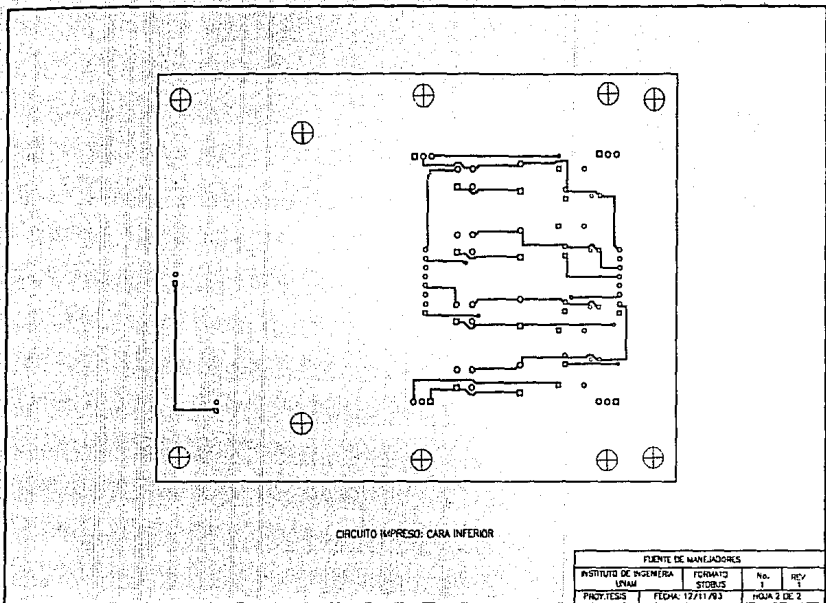 CIRCUITO IMPRESO: CARA INFERIOR
FUENTE DE MANEJADORES
INSTITUTO DE INGENIERIA
UNAM
FORMATO
STDBUS
No.
1
REV
1
PROY.TESIS
FECHA: 12/11/93
HOJA 2 DE 2